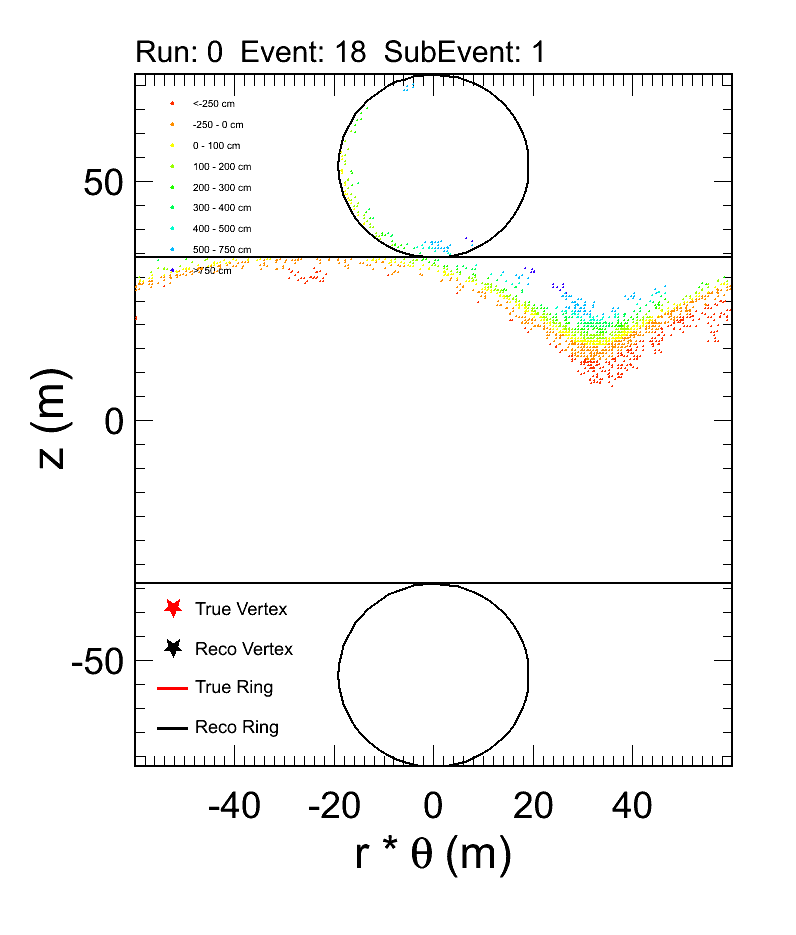 Run: 0 Event: 18 SubEvent: 1
<-250 cm
-250 - 0 cm
0 - 100 cm
100 - 200 cm
200 - 300 cm
300 - 400 cm
400 - 500 cm
500 - 750 cm
>750 cm
50
0
-50
z (m)
True Vertex
Reco Vertex
True Ring
Reco Ring
-40 -20 0 20 40
r * θ (m)